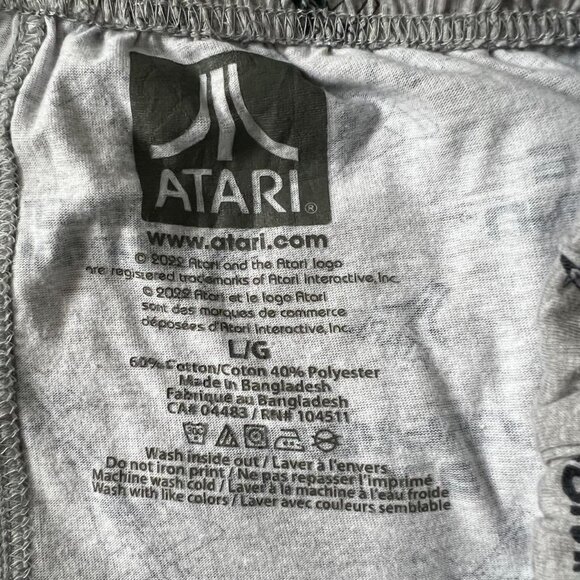 ATARI®
www.atari.com
© 2022 Atari and the Atari logo
are registered trademarks of Atari Interactive, Inc.
© 2022 Atari et le logo Atari
sont des marques de commerce
déposées d'Atari Interactive, Inc.
L/G
60% Cotton/Coton 40% Polyester
Made in Bangladesh
Fabriqué au Bangladesh
CA# 04483 / RN# 104511
Wash inside out / Laver à l'envers
Do not iron print / Ne pas repasser l'imprimé
Machine wash cold / Laver à la machine à l'eau froide
Wash with like colors / Laver avec couleurs semblable